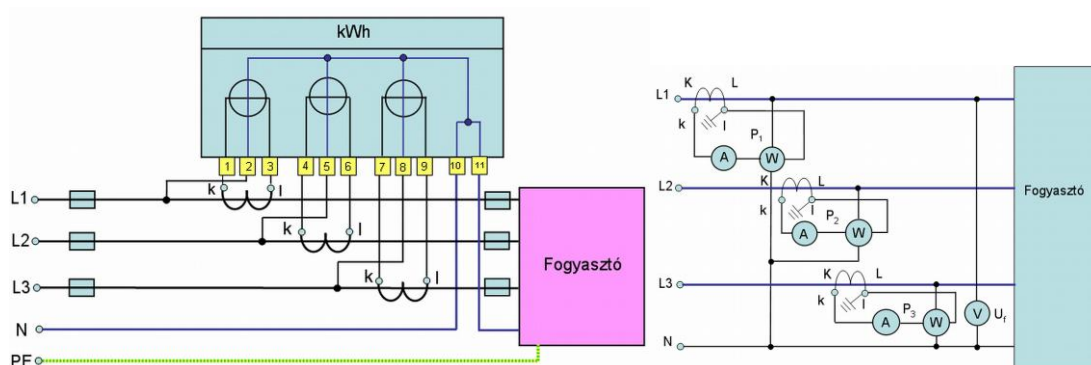 kWh
1 2 3 4 5 6 7 8 9 10 11
k l
L1
k l
L2
Fogyasztó
k l
L3
N
PE
K L
L1
k l
P1
A W
L2
K L
k l
P2
A W
Fogyasztó
L3
K L
k l
P3
A W
V Uf
N